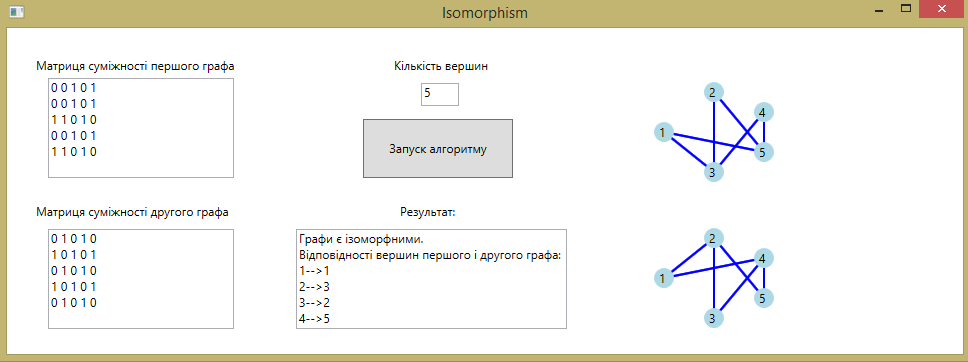 Isomorphism
Матриця суміжності першого графа
0 0 1 0 1
0 0 1 0 1
1 1 0 1 0
0 0 1 0 1
1 1 0 1 0
Кількість вершин
5
Запуск алгоритму
2
4
1
5
3
Матриця суміжності другого графа
0 1 0 1 0
1 0 1 0 1
0 1 0 1 0
1 0 1 0 1
0 1 0 1 0
Результат:
Графи є ізоморфними.
Відповідності вершин першого і другого графа:
1-->1
2-->3
3-->2
4-->5
2
4
1
5
3